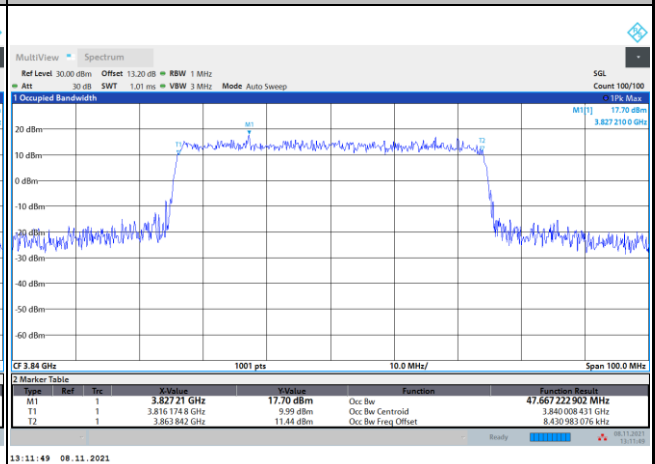 MultiView Spectrum
Ref Level 30.00 dBm Offset 13.20 dB RBW 1 MHz SGL
Att 30 dB SWT 1.01 ms VBW 3 MHz Mode Auto Sweep Count 100/100
1 Occupied Bandwidth 1Pk Max
M1[1] 17.70 dBm
3.827 210 0 GHz
M1
T1
T2
20 dBm
10 dBm
0 dBm
-10 dBm
-20 dBm
-30 dBm
-50 dBm
-60 dBm
CF 3.84 GHz 1001 pts 10.0 MHz/ Span 100.0 MHz
2 Marker Table
Type Ref Trc X-Value Y-Value Function Function Result
M1 1 3.827 21 GHz 17.70 dBm Occ Bw 47.667 222 902 MHz
T1 1 3.816 174 8 GHz 9.99 dBm Occ Bw Centroid 3.840 008 431 GHz
T2 1 3.863 842 GHz 11.44 dBm Occ Bw Freq Offset 8.430 983 076 kHz
Ready 08.11.2021
13:11:49
13:11:49 08.11.2021